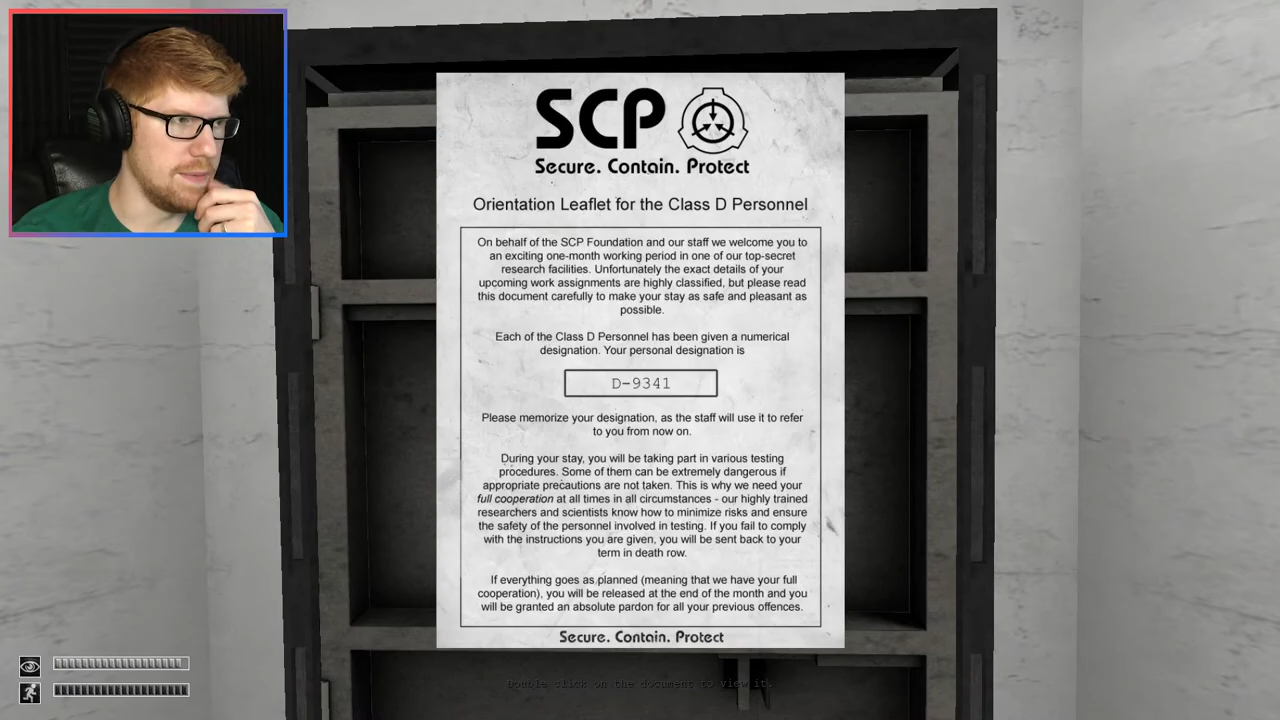 SCP
Secure. Contain. Protect
Orientation Leaflet for the Class D Personnel
On behalf of the SCP Foundation and our staff we welcome you to
an exciting one-month working period in one of our top-secret
research facilities. Unfortunately the exact details of your
upcoming work assignments are highly classified, but please read
this document carefully to make your stay as safe and pleasant as
possible.
Each of the Class D Personnel has been given a numerical
designation. Your personal designation is
D-9341
Please memorize your designation, as the staff will use it to refer
to you from now on.
During your stay, you will be taking part in various testing
procedures. Some of them can be extremely dangerous if
appropriate precautions are not taken. This is why we need your
full cooperation at all times in all circumstances - our highly trained
researchers and scientists know how to minimize risks and ensure
the safety of the personnel involved in testing. If you fail to comply
with the instructions you are given, you will be sent back to your
term in death row.
If everything goes as planned (meaning that we have your full
cooperation), you will be released at the end of the month and you
will be granted an absolute pardon for all your previous offences.
Secure. Contain. Protect
Double click on the document to view it.